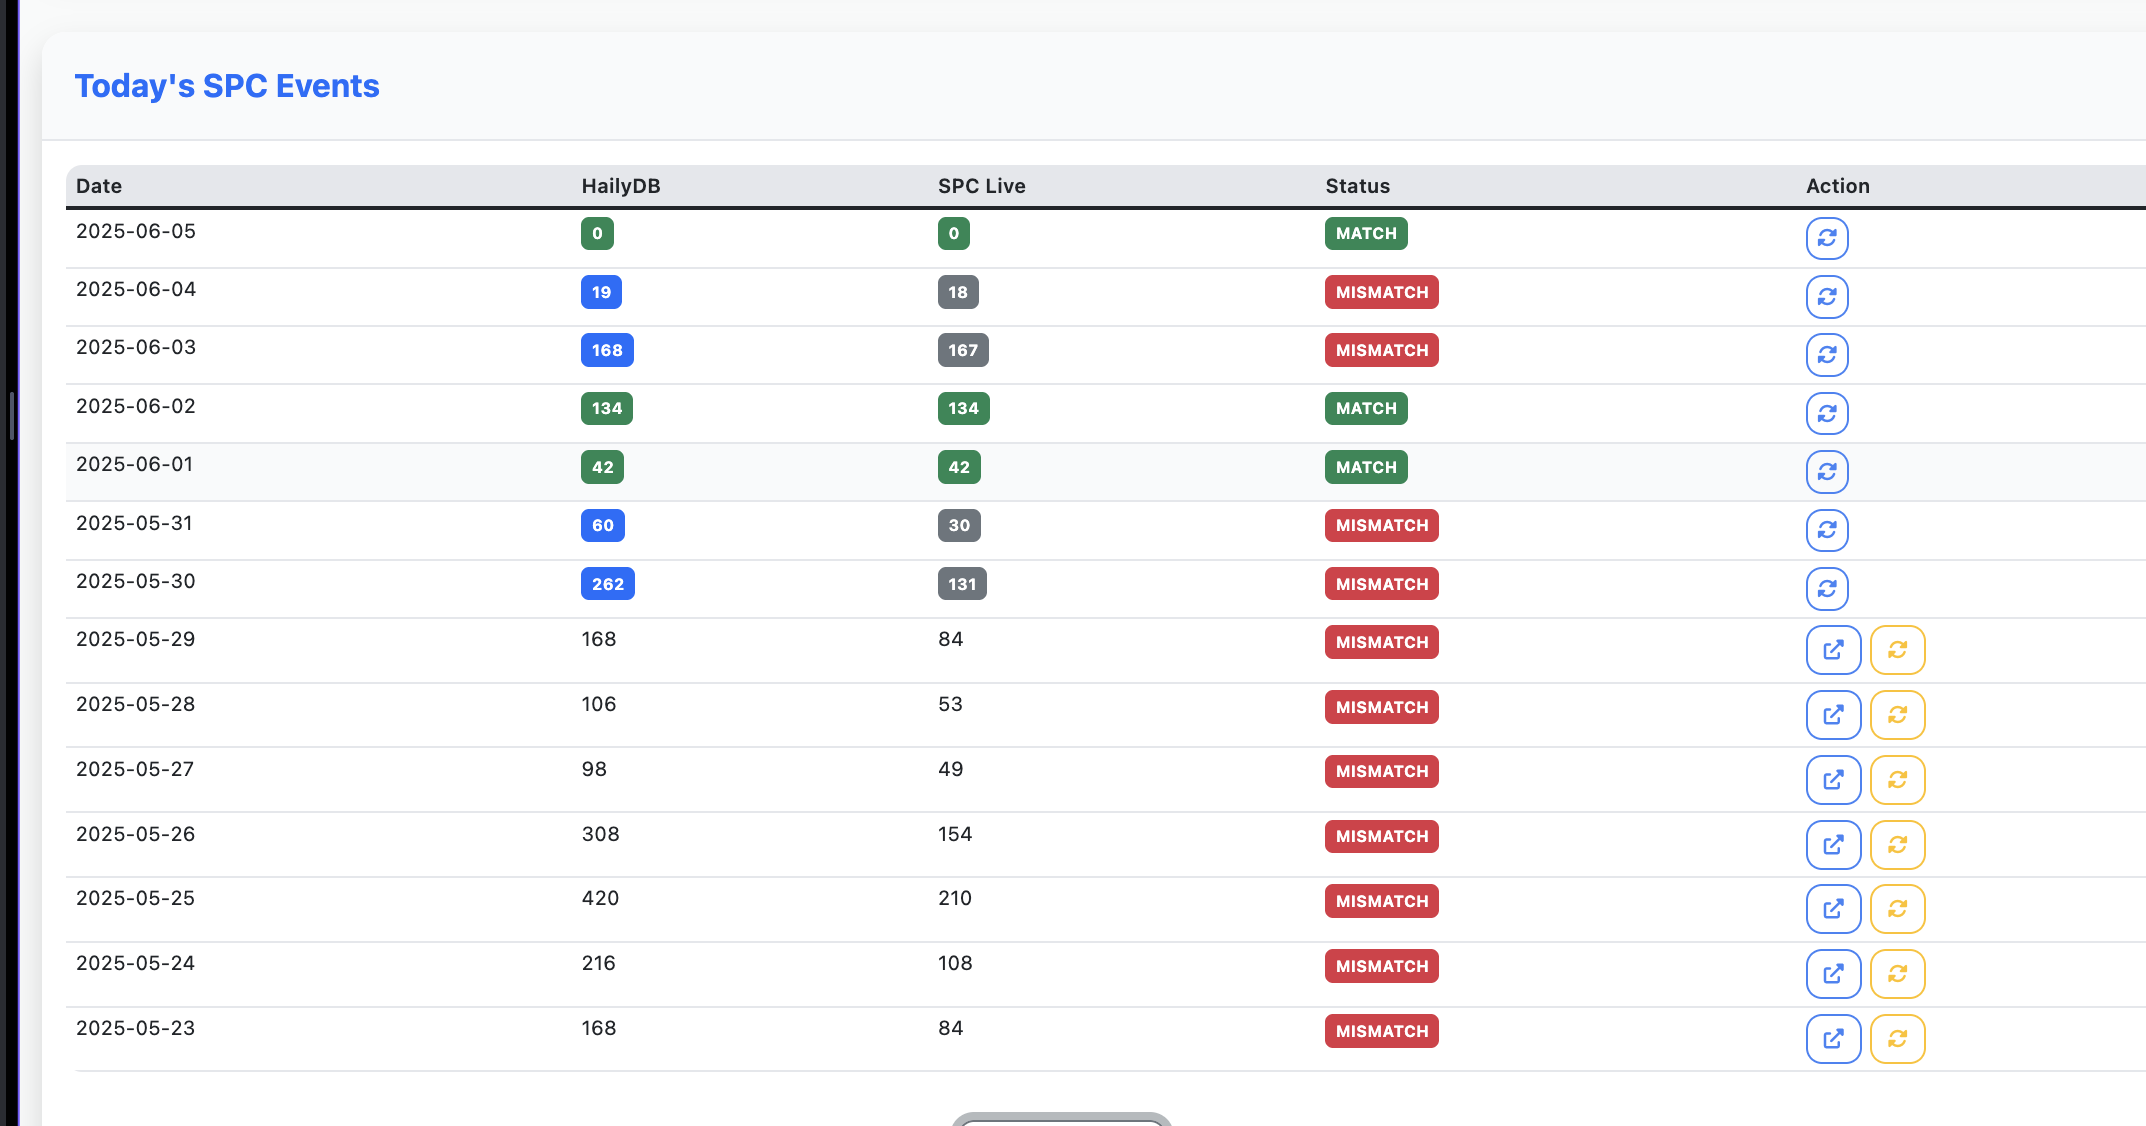 Today's SPC Events
Date HailyDB SPC Live Status Action
2025-06-05 0 0 MATCH
2025-06-04 19 18 MISMATCH
2025-06-03 168 167 MISMATCH
2025-06-02 134 134 MATCH
2025-06-01 42 42 MATCH
2025-05-31 60 30 MISMATCH
2025-05-30 262 131 MISMATCH
2025-05-29 168 84 MISMATCH
2025-05-28 106 53 MISMATCH
2025-05-27 98 49 MISMATCH
2025-05-26 308 154 MISMATCH
2025-05-25 420 210 MISMATCH
2025-05-24 216 108 MISMATCH
2025-05-23 168 84 MISMATCH